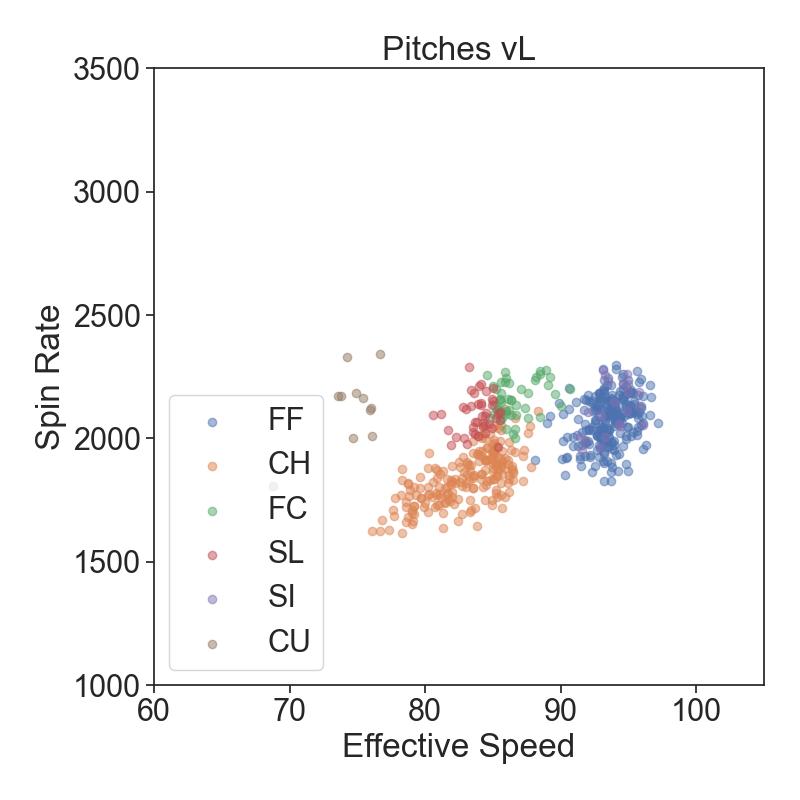 Pitches vL
3500
3000
2500
2000
1500
1000
Spin Rate
FF
CH
FC
SL
SI
CU
60 70 80 90 100
Effective Speed